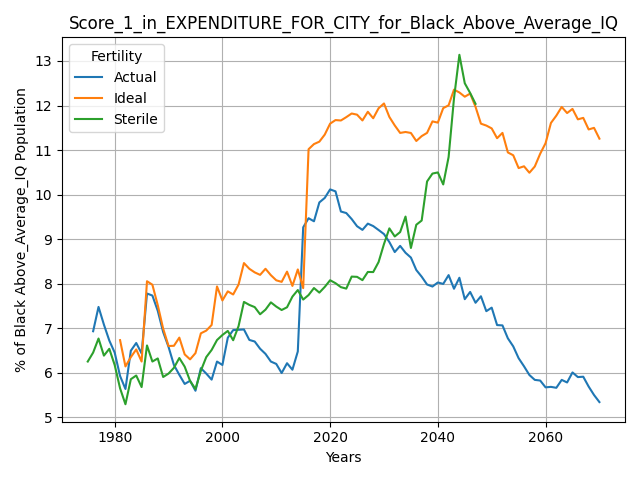 Score_1_in_EXPENDITURE_FOR_CITY_for_Black_Above_Average_IQ
Fertility
Actual
Ideal
Sterile
% of Black Above_Average_IQ Population
13
12
11
10
9
8
7
6
5
1980 2000 2020 2040 2060
Years